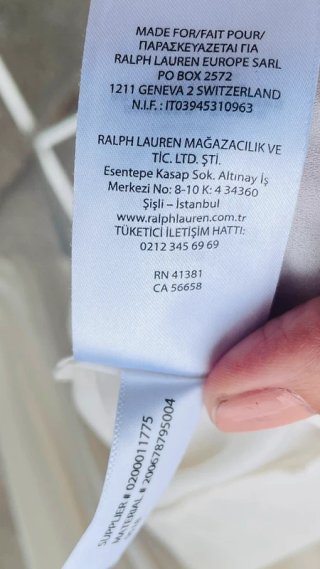 MADE FOR/FAIT POUR/
ΠΑΡΑΣΚΕΥΑΖΕΤΑΙ ΓΙΑ
RALPH LAUREN EUROPE SARL
PO BOX 2572
1211 GENEVA 2 SWITZERLAND
N.I.F. : IT03945310963
RALPH LAUREN MAĞAZACILIK VE
TİC. LTD. ŞTİ.
Esentepe Kasap Sok. Altınay İş
Merkezi No: 8-10 K: 4 34360
Şişli – İstanbul
www.ralphlauren.com.tr
TÜKETİCİ İLETİŞİM HATTI:
0212 345 69 69
RN 41381
CA 56658
SUPPLIER # 0200011775
MATERIAL # 200678795004